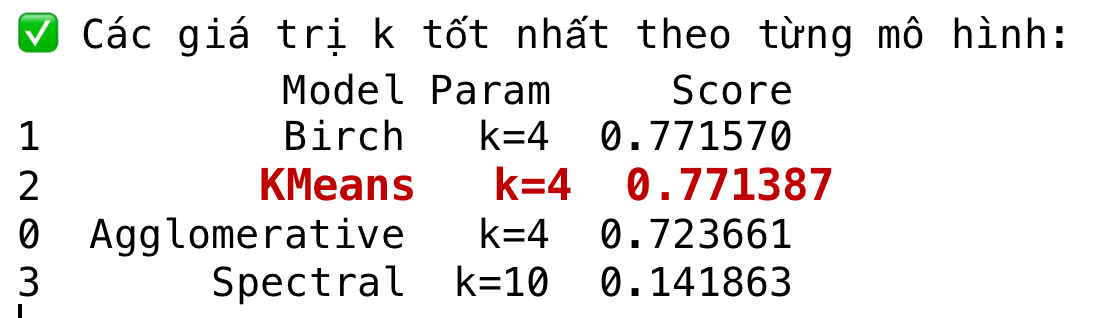 ✅ Các giá trị k tốt nhất theo từng mô hình:
Model Param Score
1 Birch k=4 0.771570
2 KMeans k=4 0.771387
0 Agglomerative k=4 0.723661
3 Spectral k=10 0.141863